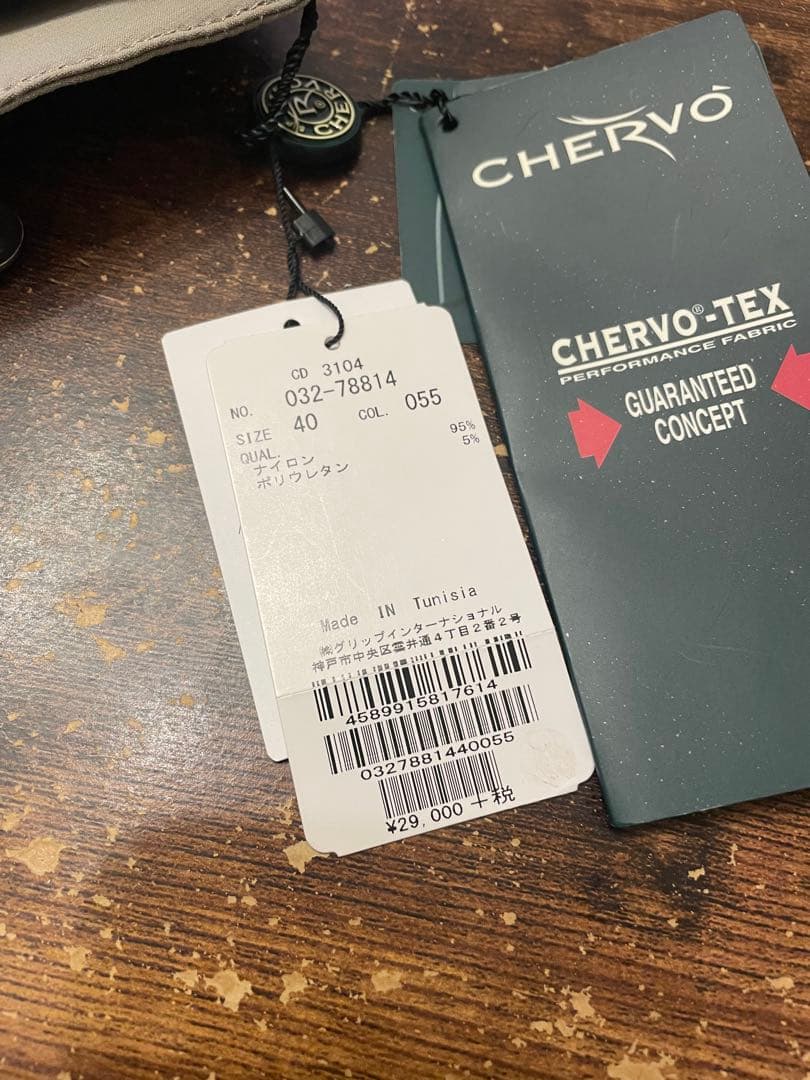 CHERVÒ
CHERVO
CHERVO®-TEX
PERFORMANCE FABRIC
GUARANTEED
CONCEPT
CD 3104
NO. 032-78814
SIZE 40 COL. 055
QUAL.
ナイロン 95%
ポリウレタン 5%
Made IN Tunisia
㈱グリップインターナショナル
神戸市中央区雲井通4丁目2番2号
4589915817614
0327881440055
¥29,000+税